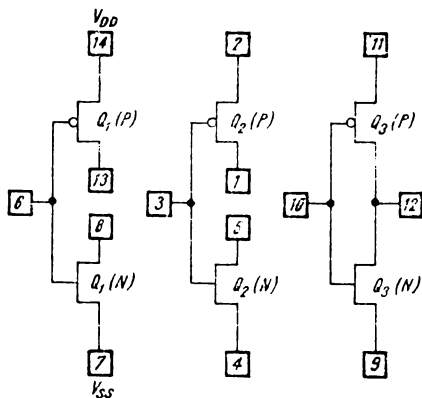 V_DD
14 2 11
Q₁(P) Q₂(P) Q₃(P)
13 1
6 3 10 12
8 5
Q₁(N) Q₂(N) Q₃(N)
7 4 9
V_SS